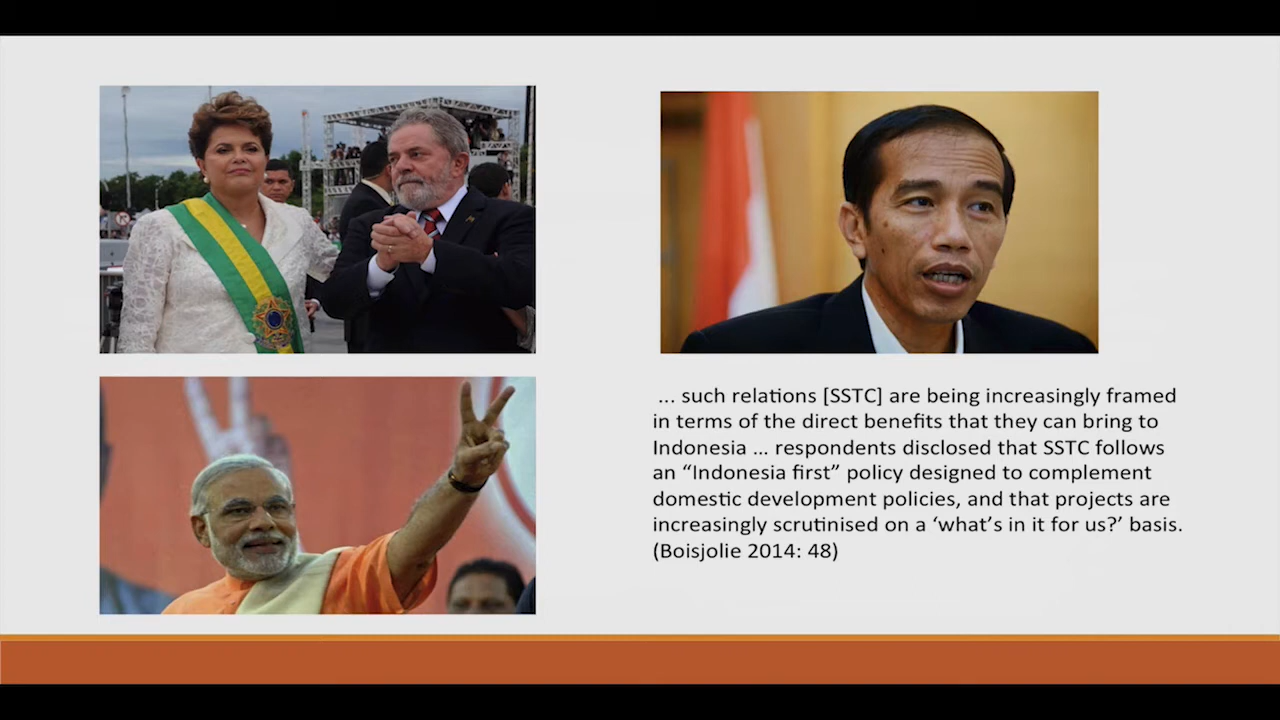 ... such relations [SSTC] are being increasingly framed
in terms of the direct benefits that they can bring to
Indonesia ... respondents disclosed that SSTC follows
an “Indonesia first” policy designed to complement
domestic development policies, and that projects are
increasingly scrutinised on a ‘what’s in it for us?’ basis.
(Boisjolie 2014: 48)